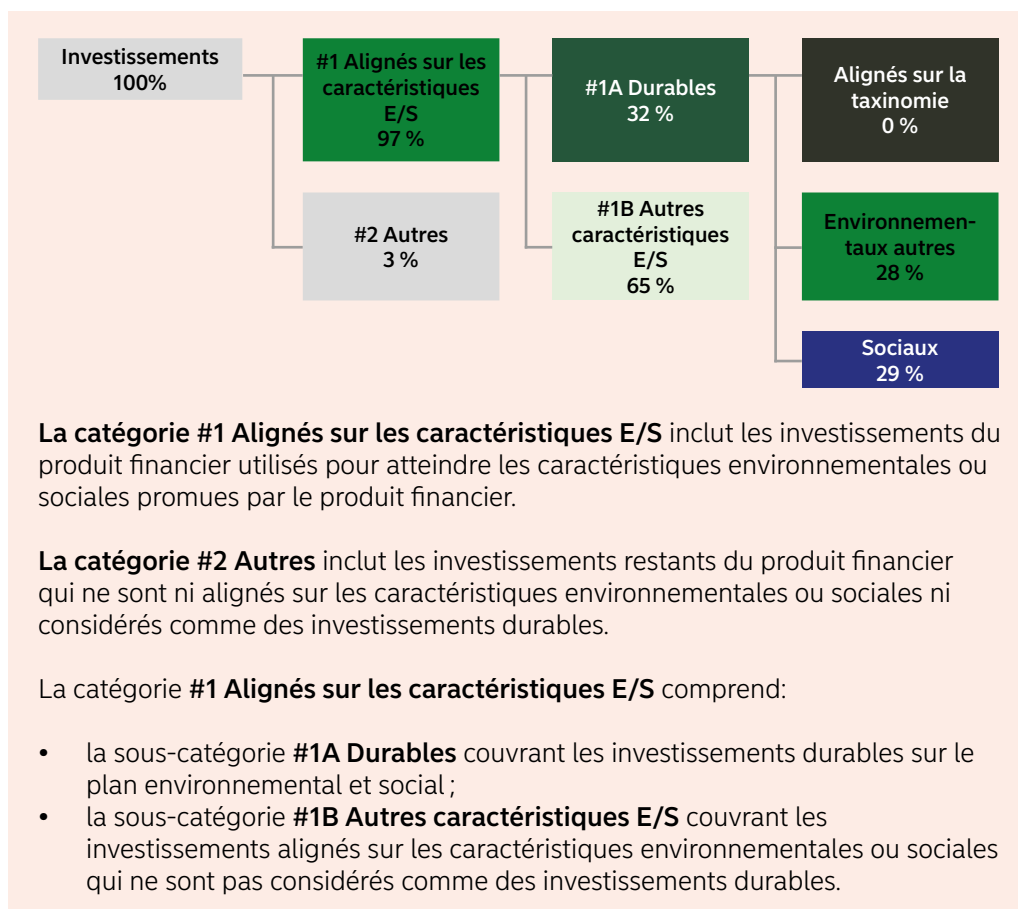 Investissements
100%
#1 Alignés sur les
caractéristiques
E/S
97 %
#1A Durables
32 %
Alignés sur la
taxinomie
0 %
#2 Autres
3 %
#1B Autres
caractéristiques
E/S
65 %
Environnemen-
taux autres
28 %
Sociaux
29 %
La catégorie #1 Alignés sur les caractéristiques E/S inclut les investissements du
produit financier utilisés pour atteindre les caractéristiques environnementales ou
sociales promues par le produit financier.
La catégorie #2 Autres inclut les investissements restants du produit financier
qui ne sont ni alignés sur les caractéristiques environnementales ou sociales ni
considérés comme des investissements durables.
La catégorie #1 Alignés sur les caractéristiques E/S comprend:
• la sous-catégorie #1A Durables couvrant les investissements durables sur le
plan environnemental et social ;
• la sous-catégorie #1B Autres caractéristiques E/S couvrant les
investissements alignés sur les caractéristiques environnementales ou sociales
qui ne sont pas considérés comme des investissements durables.